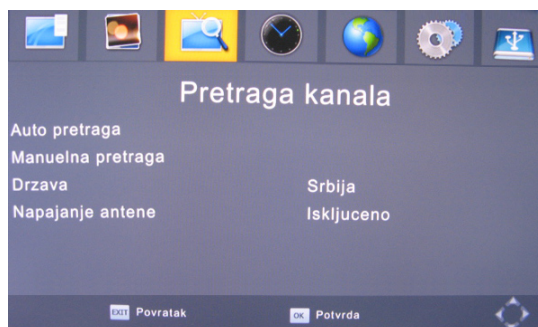 Pretraga kanala
Auto pretraga
Manuelna pretraga
Drzava Srbija
Napajanje antene Iskljuceno
EXIT Povratak OK Potvrda